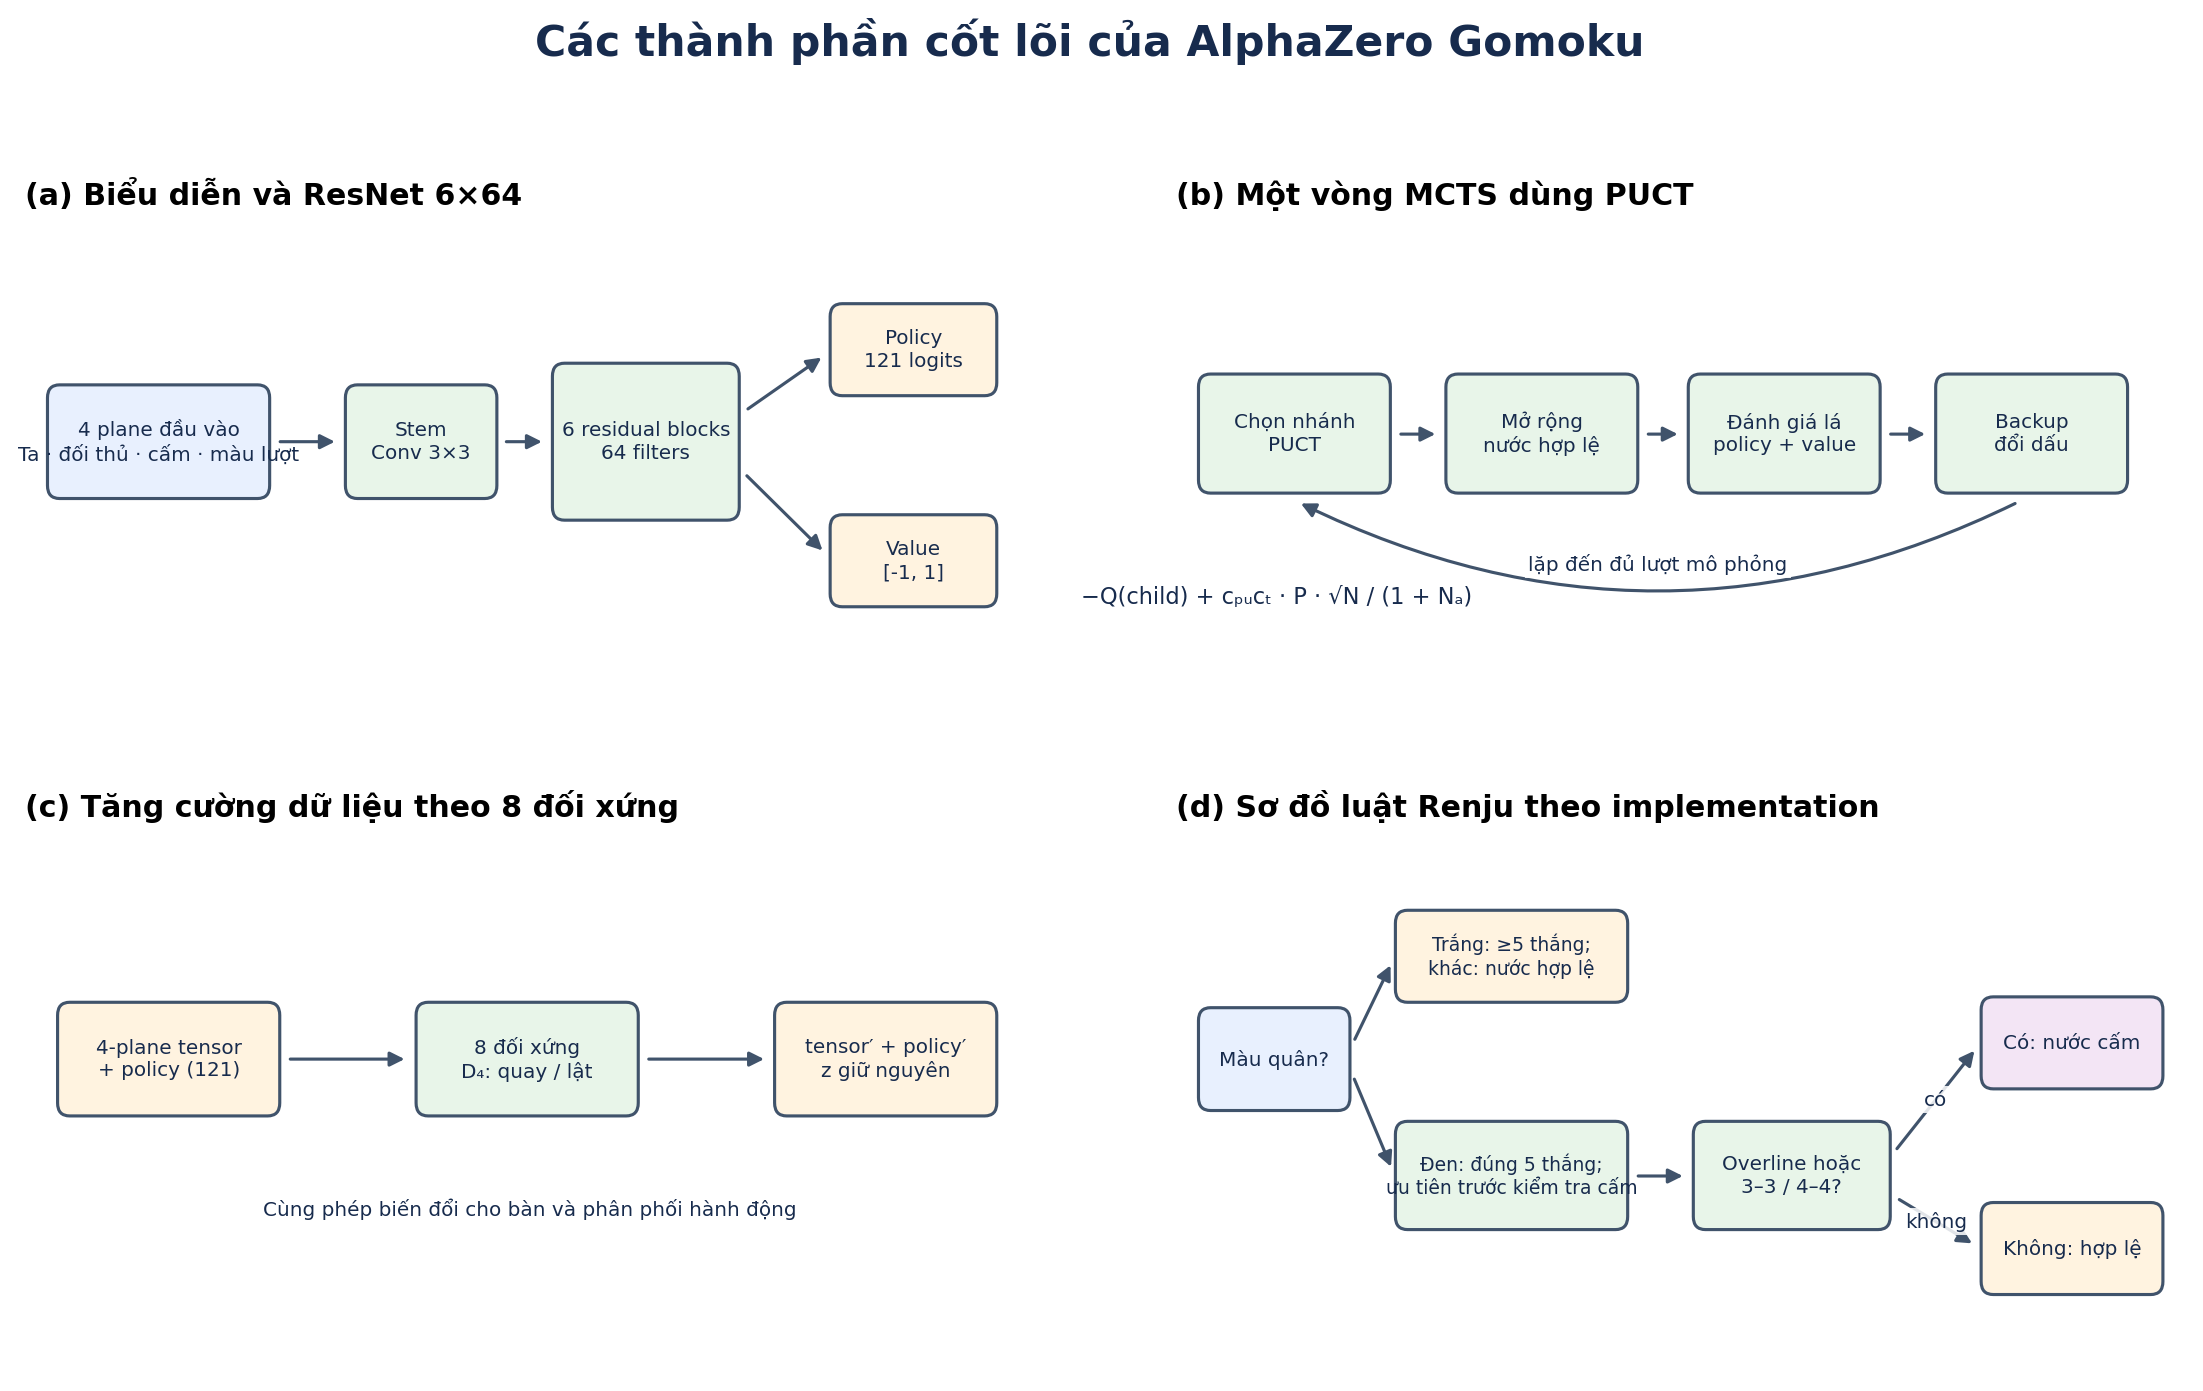 Các thành phần cốt lõi của AlphaZero Gomoku
(a) Biểu diễn và ResNet 6×64
4 plane đầu vào
Ta · đối thủ · cấm · màu lượt
Stem
Conv 3×3
6 residual blocks
64 filters
Policy
121 logits
Value
[-1, 1]
(b) Một vòng MCTS dùng PUCT
Chọn nhánh
PUCT
Mở rộng
nước hợp lệ
Đánh giá lá
policy + value
Backup
đổi dấu
lặp đến đủ lượt mô phỏng
−Q(child) + cₚᵤcₜ · P · √N / (1 + Nₐ)
(c) Tăng cường dữ liệu theo 8 đối xứng
4-plane tensor
+ policy (121)
8 đối xứng
D₄: quay / lật
tensor′ + policy′
z giữ nguyên
Cùng phép biến đổi cho bàn và phân phối hành động
(d) Sơ đồ luật Renju theo implementation
Màu quân?
Trắng: ≥5 thắng;
khác: nước hợp lệ
Đen: đúng 5 thắng;
ưu tiên trước kiểm tra cấm
Overline hoặc
3–3 / 4–4?
có
Có: nước cấm
không
Không: hợp lệ